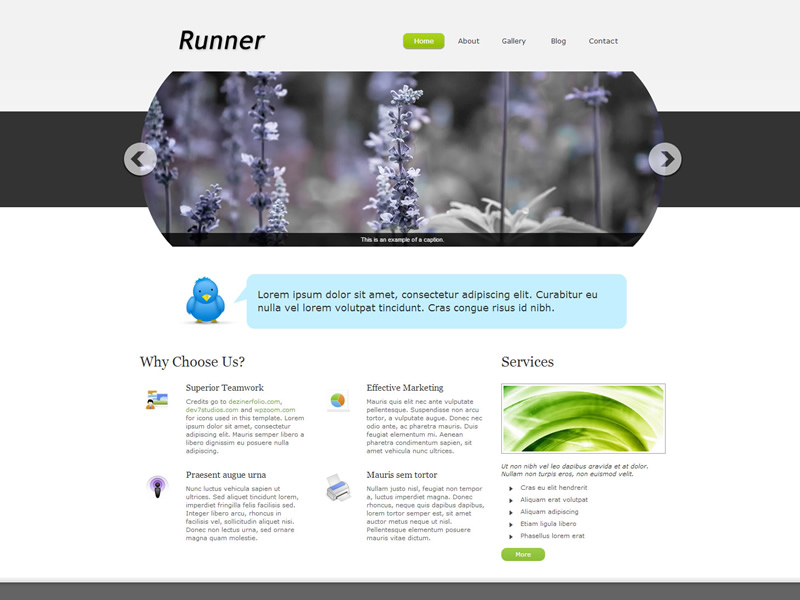 Runner
Home About Gallery Blog Contact
This is an example of a caption.
Lorem ipsum dolor sit amet, consectetur adipiscing elit. Curabitur eu
nulla vel lorem volutpat tincidunt. Cras congue risus id nibh.
Why Choose Us?
Superior Teamwork
Credits go to dezinerfolio.com,
dev7studios.com and wpzoom.com
for icons used in this template. Lorem
ipsum dolor sit amet, consectetur
adipiscing elit. Mauris semper libero a
libero dignissim eu posuere nulla
adipiscing.
Effective Marketing
Mauris quis elit nec ante vulputate
pellentesque. Suspendisse non arcu
tortor, a vulputate augue. Donec nec
odio ante, ac pharetra mauris. Duis
feugiat elementum mi. Aenean
pharetra condimentum sapien, sit
amet vehicula nunc ultrices.
Praesent augue urna
Nunc luctus vehicula sapien ut
ultrices. Sed aliquet tincidunt lorem,
imperdiet fringilla felis facilisis sed.
Integer libero arcu, rhoncus in
facilisis vel, sollicitudin aliquet nisi.
Donec non lectus urna, sed ornare
magna quam molestie.
Mauris sem tortor
Nullam justo nisl, feugiat non tempor
a, luctus imperdiet magna. Donec
rhoncus, neque quis dapibus dapibus,
lorem tortor semper est, sit amet
auctor metus neque ut nisl.
Pellentesque elementum posuere
mauris vitae dictum.
Services
Ut non nibh vel leo dapibus gravida et at dolor.
Nullam non turpis eros, non euismod velit.
Cras eu elit hendrerit
Aliquam erat volutpat
Aliquam adipiscing
Etiam ligula libero
Phasellus lorem erat
More